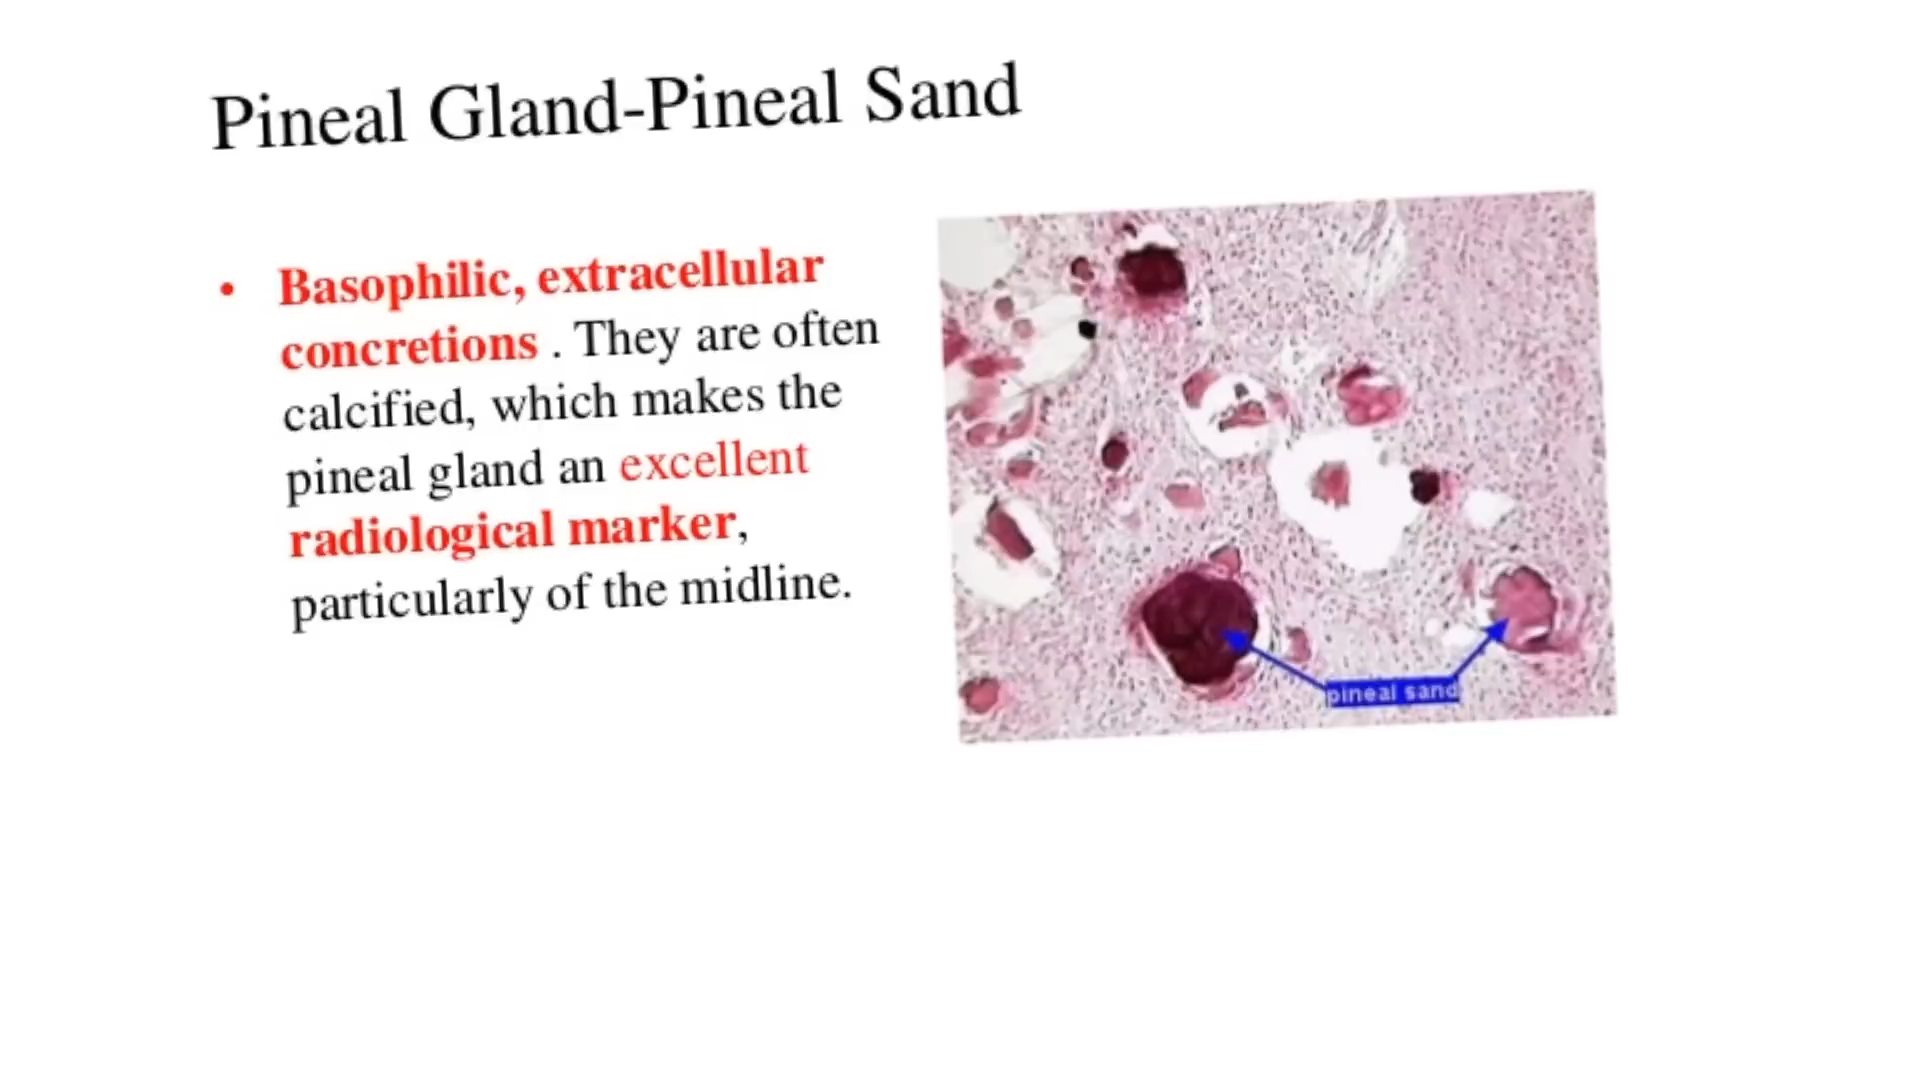 Pineal Gland-Pineal Sand
• Basophilic, extracellular
concretions . They are often
calcified, which makes the
pineal gland an excellent
radiological marker,
particularly of the midline.
pineal sand